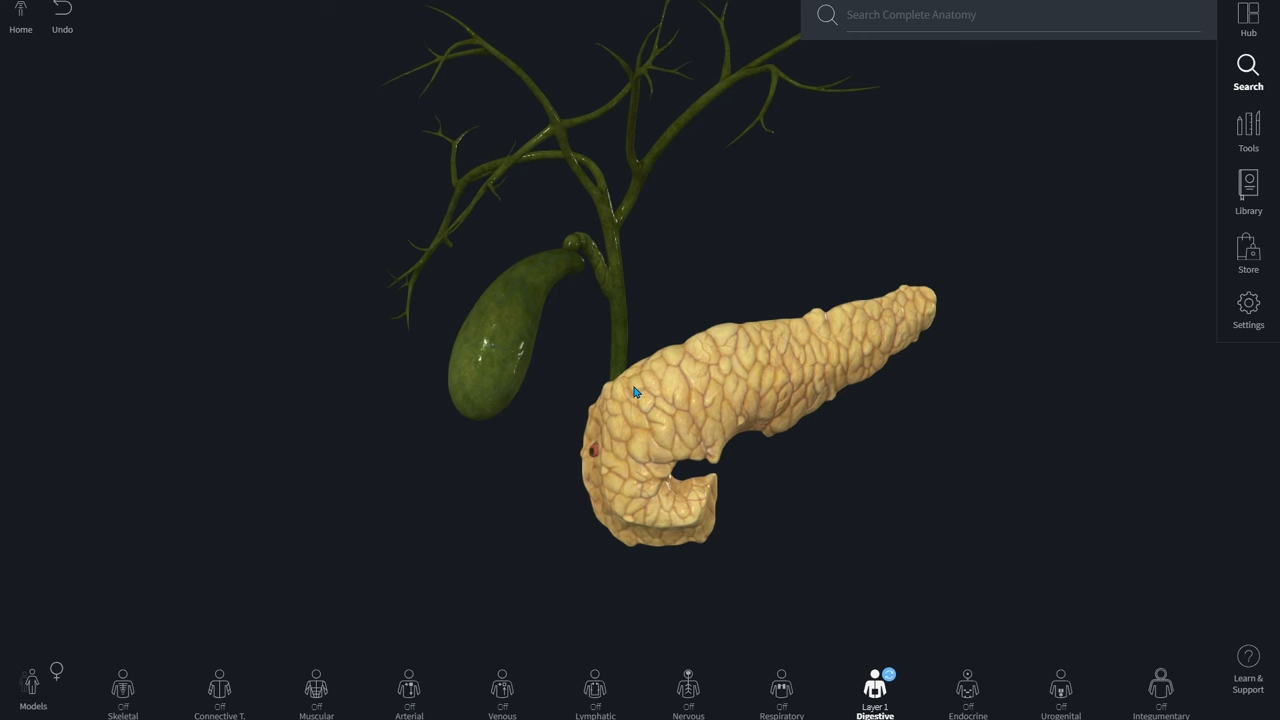 Home
Undo
Search Complete Anatomy
Hub
Search
Tools
Library
Store
Settings
Learn &
Support
Models
Off
Skeletal
Off
Connective T.
Off
Muscular
Off
Arterial
Off
Venous
Off
Lymphatic
Off
Nervous
Off
Respiratory
Layer 1
Digestive
Off
Endocrine
Off
Urogenital
Off
Integumentary